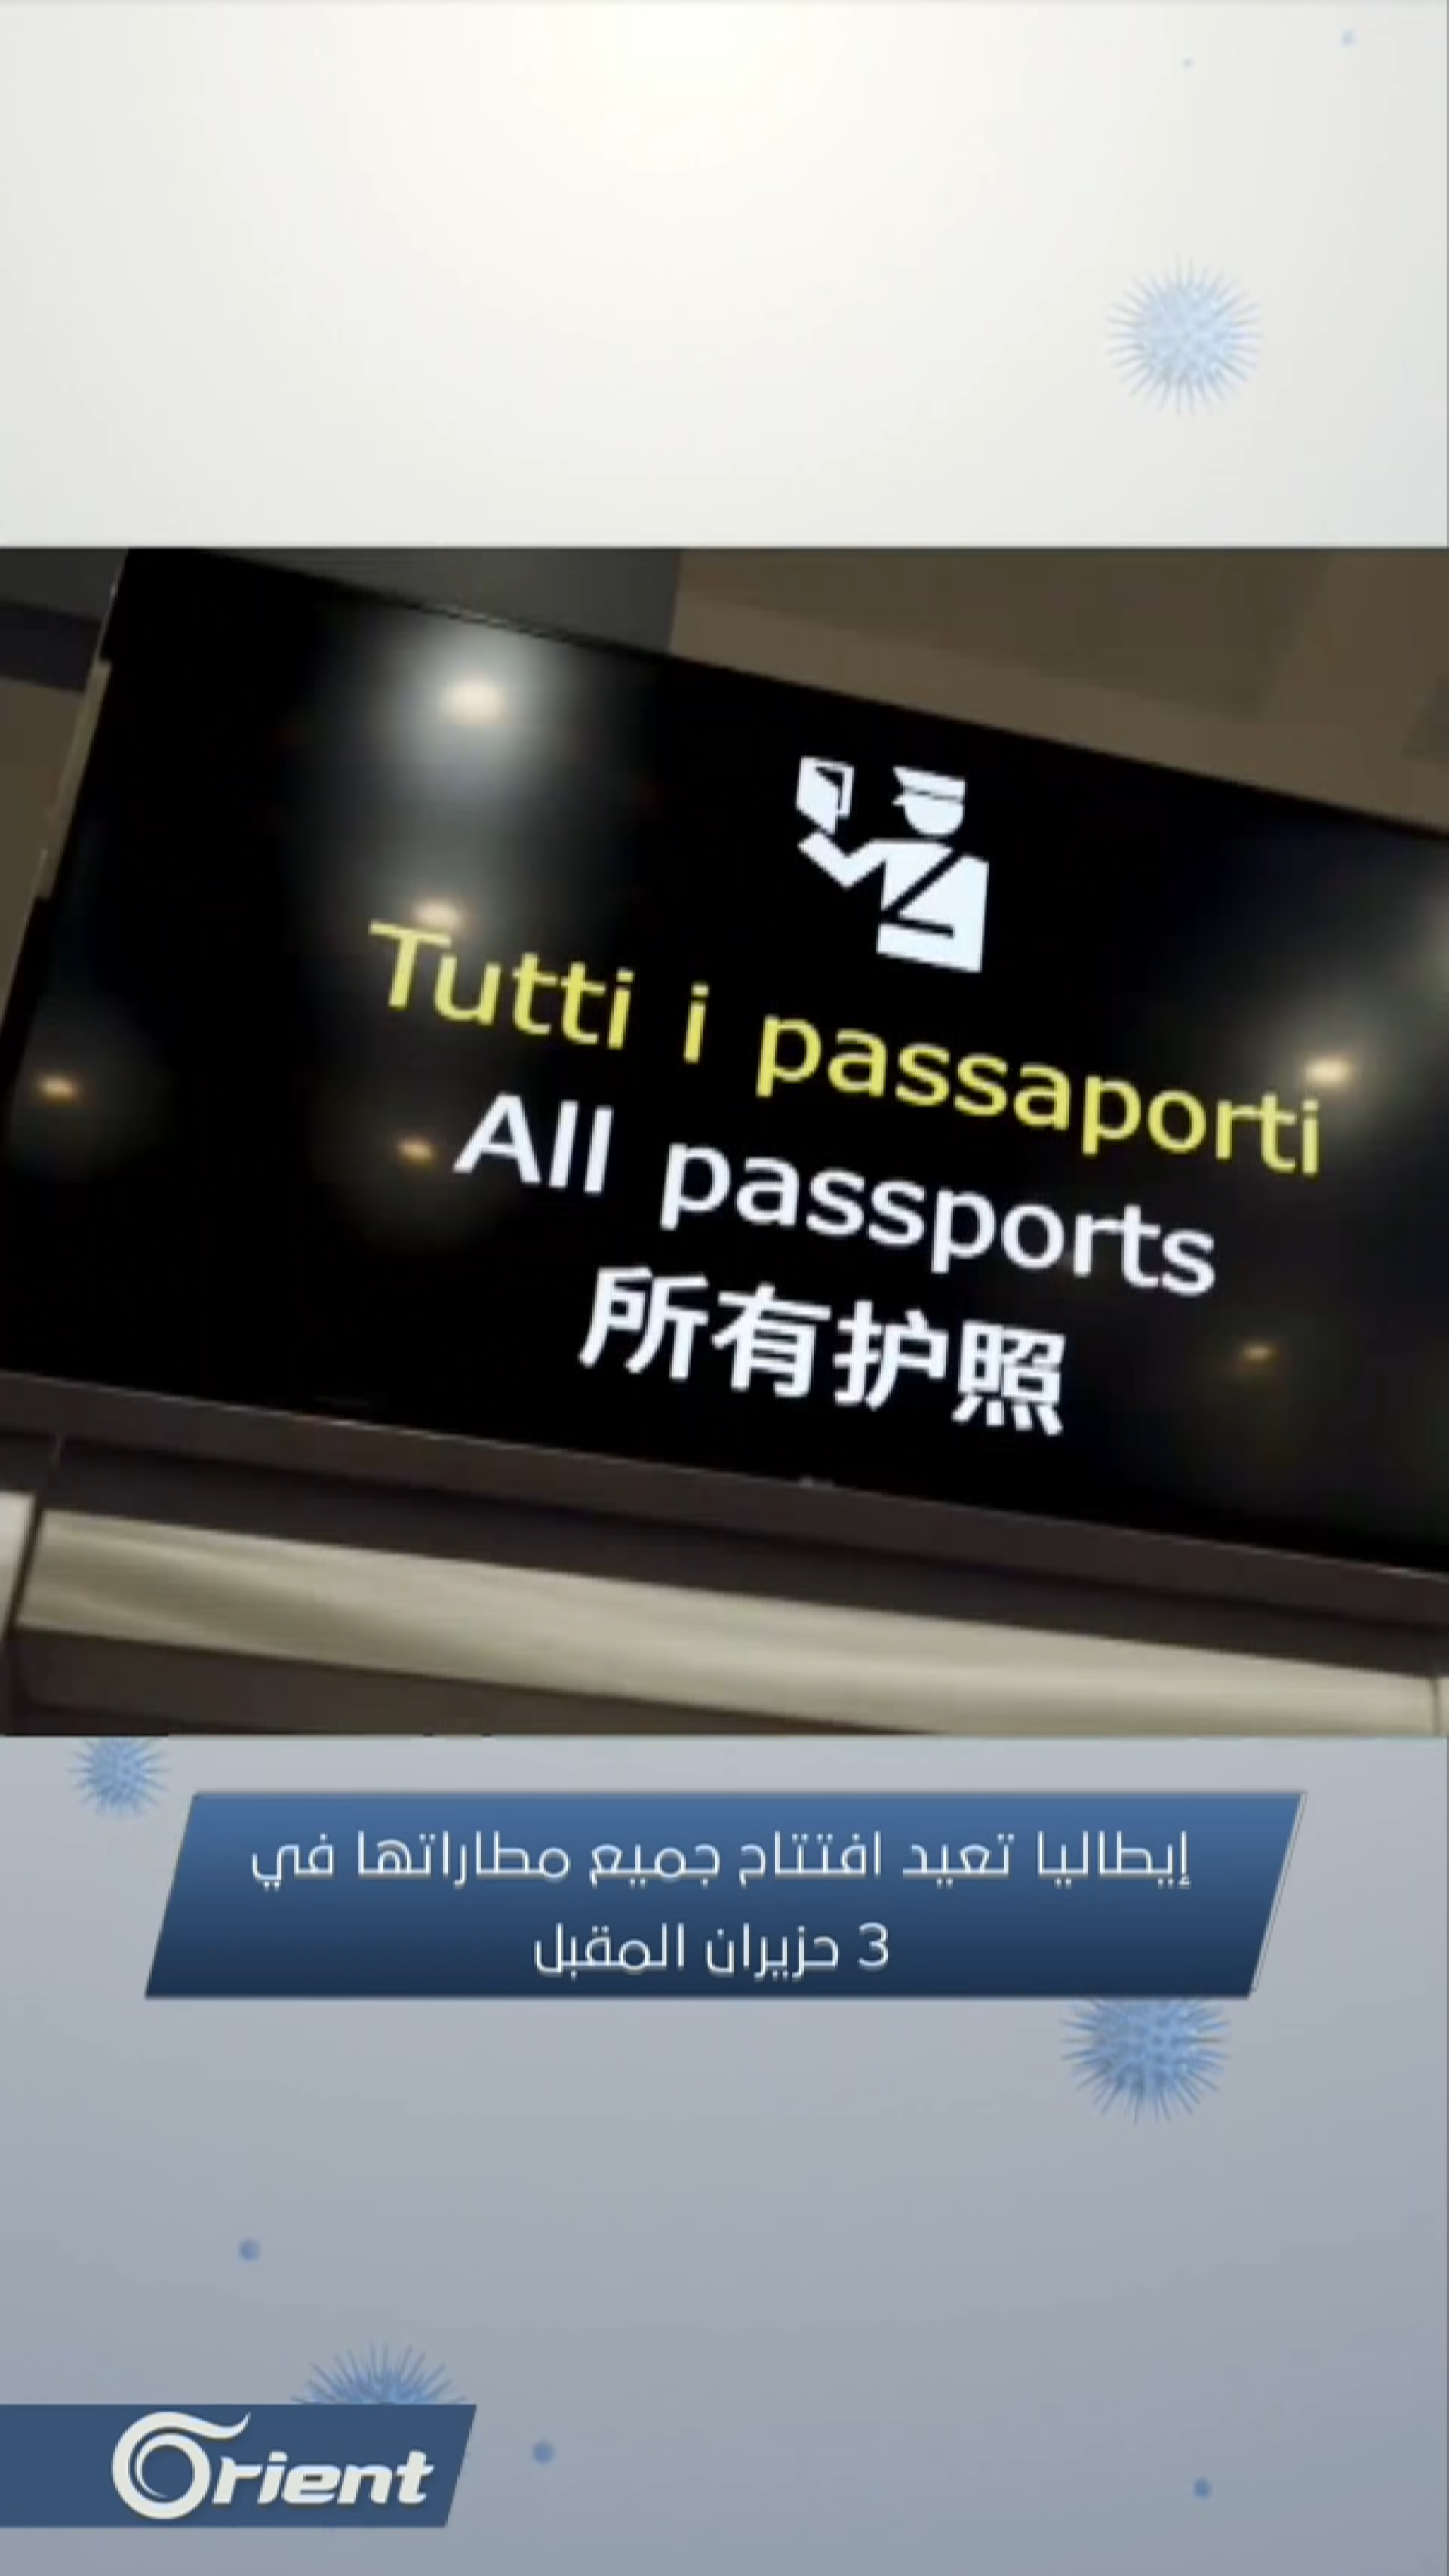 Tutti i passaporti
All passports
所有护照
إيطاليا تعيد افتتاح جميع مطاراتها في
3 حزيران المقبل
Orient